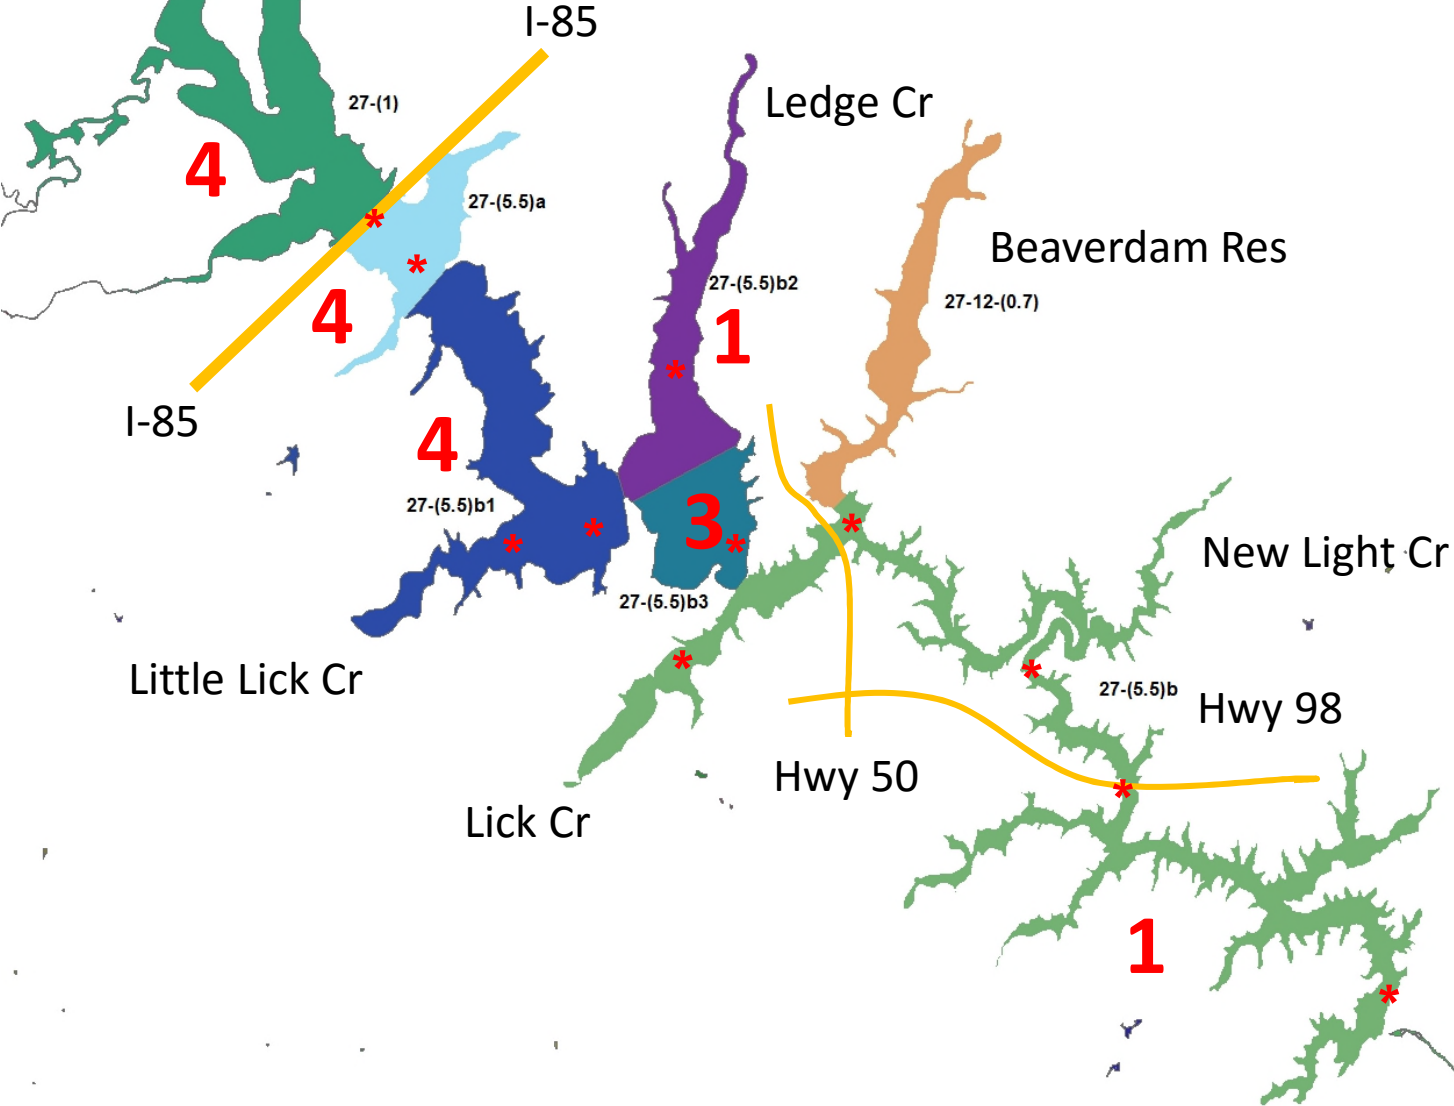 I-85
Ledge Cr
27-(1)
4
27-(5.5)a
Beaverdam Res
27-(5.5)b2
27-12-(0.7)
4
1
I-85
4
27-(5.5)b1
3
New Light Cr
27-(5.5)b3
Little Lick Cr
27-(5.5)b
Hwy 98
Hwy 50
Lick Cr
1